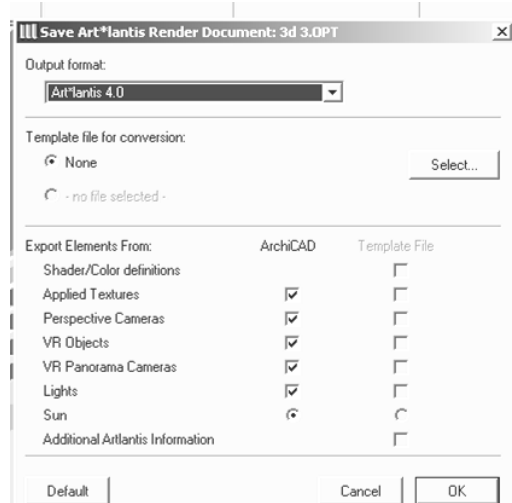 Save Art*lantis Render Document: 3d 3.OPT
Output format:
Art*lantis 4.0
Template file for conversion:
None
Select...
- no file selected -
Export Elements From: ArchiCAD Template File
Shader/Color definitions
Applied Textures
Perspective Cameras
VR Objects
VR Panorama Cameras
Lights
Sun
Additional Artlantis Information
Default Cancel OK